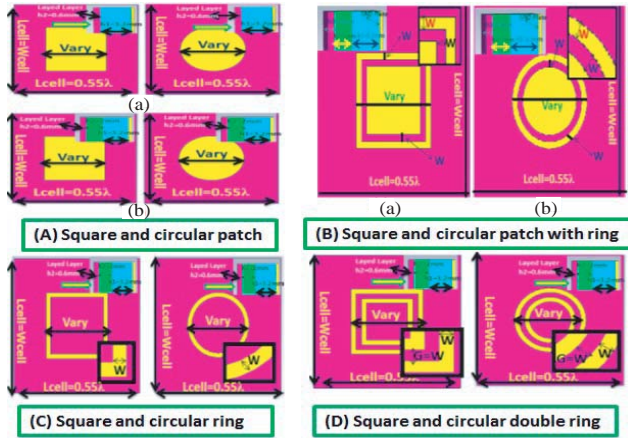 Layed Layer
h2=0.6mm
Vary
Lcell=Wcell
Lcell=0.55λ
Layed Layer
h2=0.6mm
Vary
Lcell=Wcell
(a)
Layed Layer
h2=0.6mm
Vary
Lcell=Wcell
Lcell=0.55λ
Layed Layer
h2=0.6mm
Vary
Lcell=Wcell
Lcell=0.55λ
(b)
(A) Square and circular patch
W
W
W
Vary
W
Lcell=0.55λ
Lcell=Wcell
(a)
W
W
W
Vary
W
Lcell=0.55λ
Lcell=Wcell
(b)
(B) Square and circular patch with ring
Layed Layer
h2=0.6mm
Vary
W
Lcell=Wcell
Lcell=0.55λ
Layed Layer
h2=0.6mm
Vary
W
Lcell=Wcell
Lcell=0.55λ
(C) Square and circular ring
Layed Layer
h2=0.6mm
Vary
W
G=W
Lcell=Wcell
Lcell=0.55λ
Layed Layer
h2=0.6mm
Vary
W
G=W
Lcell=Wcell
Lcell=0.55λ
(D) Square and circular double ring